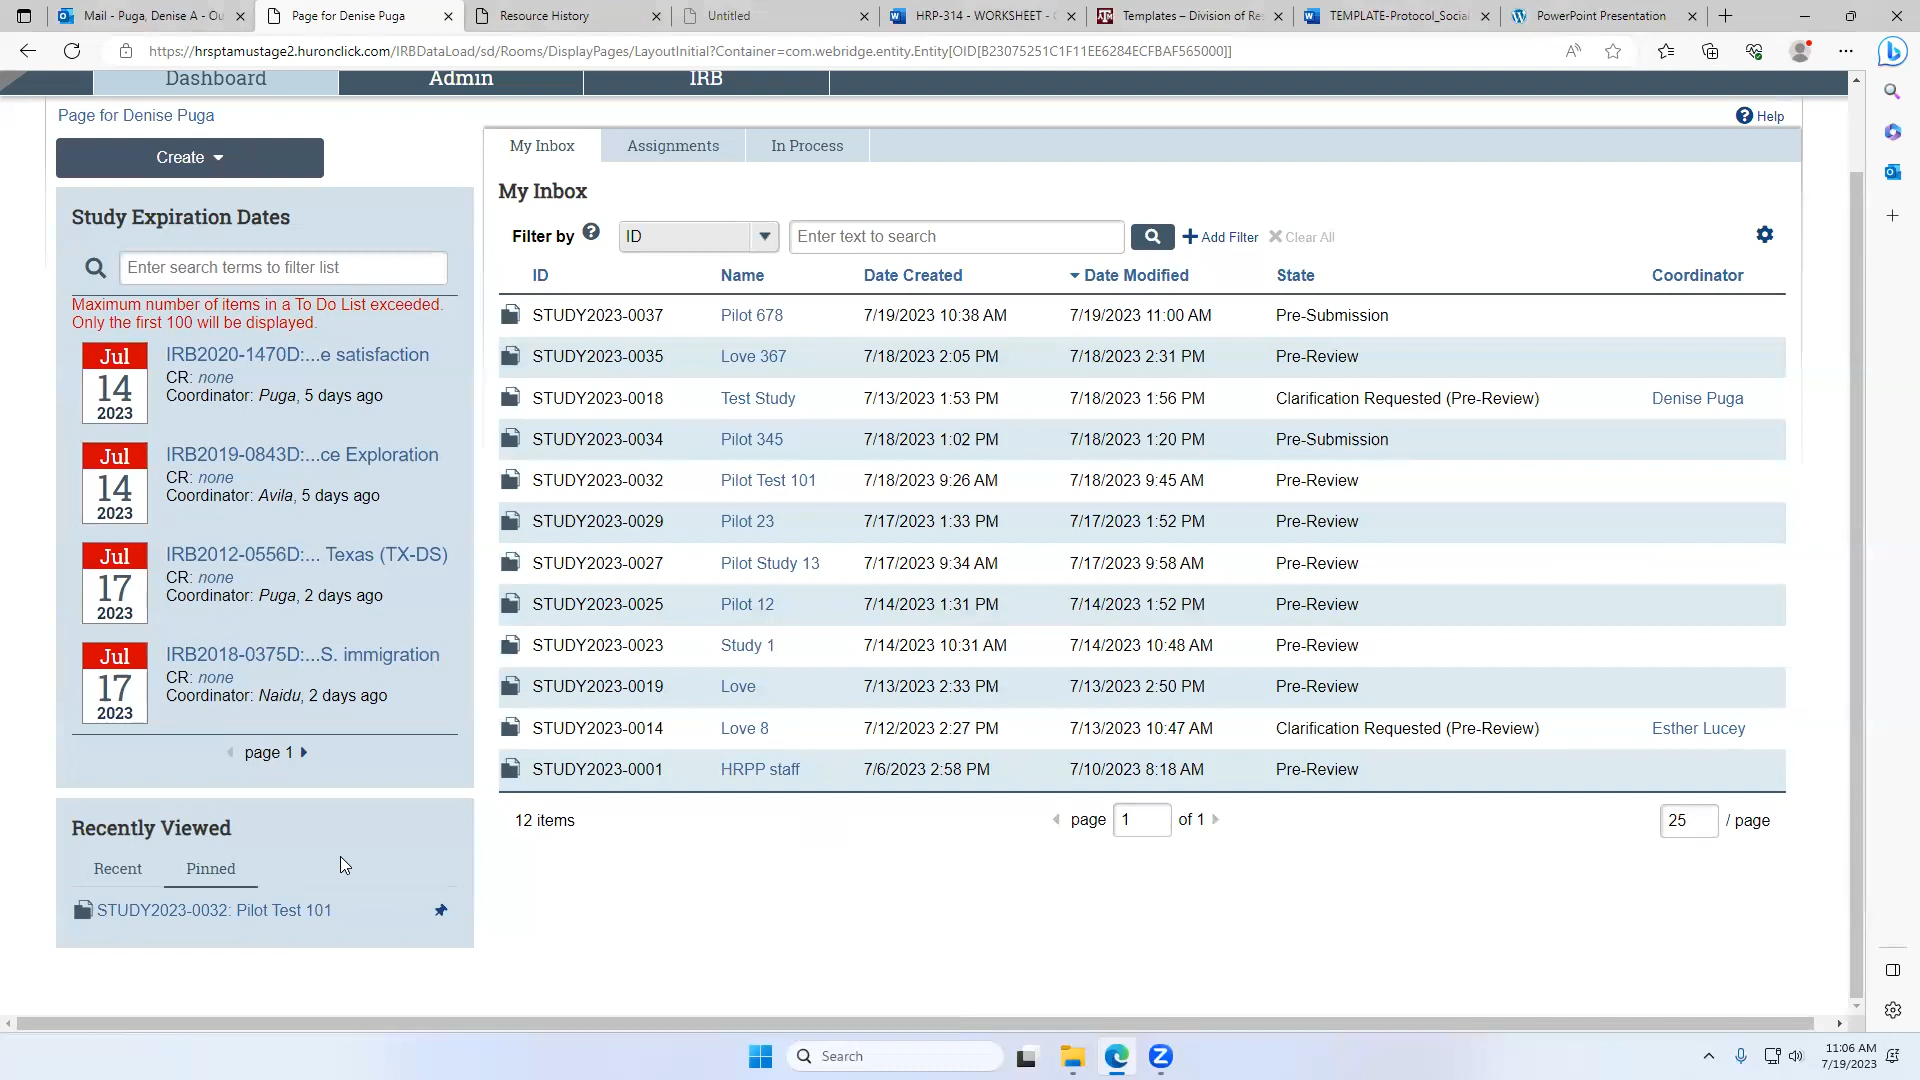 Mail - Puga, Denise A - Ou
Page for Denise Puga
Resource History
Untitled
HRP-314 - WORKSHEET -
Templates – Division of Re
TEMPLATE-Protocol_Social
PowerPoint Presentation
https://hrsptamustage2.huronclick.com/IRBDataLoad/sd/Rooms/DisplayPages/LayoutInitial?Container=com.webridge.entity.Entity[OID[B23075251C1F11EE6284ECFBAF565000]]
Dashboard
Admin
IRB
Page for Denise Puga
Help
Create
My Inbox
Assignments
In Process
Study Expiration Dates
Enter search terms to filter list
Maximum number of items in a To Do List exceeded.
Only the first 100 will be displayed.
Jul
14
2023
IRB2020-1470D:...e satisfaction
CR: none
Coordinator: Puga, 5 days ago
Jul
14
2023
IRB2019-0843D:...ce Exploration
CR: none
Coordinator: Avila, 5 days ago
Jul
17
2023
IRB2012-0556D:... Texas (TX-DS)
CR: none
Coordinator: Puga, 2 days ago
Jul
17
2023
IRB2018-0375D:...S. immigration
CR: none
Coordinator: Naidu, 2 days ago
page 1
Recently Viewed
Recent
Pinned
STUDY2023-0032: Pilot Test 101
My Inbox
Filter by
ID
Enter text to search
Add Filter
Clear All
ID Name Date Created Date Modified State Coordinator
STUDY2023-0037 Pilot 678 7/19/2023 10:38 AM 7/19/2023 11:00 AM Pre-Submission
STUDY2023-0035 Love 367 7/18/2023 2:05 PM 7/18/2023 2:31 PM Pre-Review
STUDY2023-0018 Test Study 7/13/2023 1:53 PM 7/18/2023 1:56 PM Clarification Requested (Pre-Review) Denise Puga
STUDY2023-0034 Pilot 345 7/18/2023 1:02 PM 7/18/2023 1:20 PM Pre-Submission
STUDY2023-0032 Pilot Test 101 7/18/2023 9:26 AM 7/18/2023 9:45 AM Pre-Review
STUDY2023-0029 Pilot 23 7/17/2023 1:33 PM 7/17/2023 1:52 PM Pre-Review
STUDY2023-0027 Pilot Study 13 7/17/2023 9:34 AM 7/17/2023 9:58 AM Pre-Review
STUDY2023-0025 Pilot 12 7/14/2023 1:31 PM 7/14/2023 1:52 PM Pre-Review
STUDY2023-0023 Study 1 7/14/2023 10:31 AM 7/14/2023 10:48 AM Pre-Review
STUDY2023-0019 Love 7/13/2023 2:33 PM 7/13/2023 2:50 PM Pre-Review
STUDY2023-0014 Love 8 7/12/2023 2:27 PM 7/13/2023 10:47 AM Clarification Requested (Pre-Review) Esther Lucey
STUDY2023-0001 HRPP staff 7/6/2023 2:58 PM 7/10/2023 8:18 AM Pre-Review
12 items
page 1 of 1
25 / page
Search
11:06 AM
7/19/2023